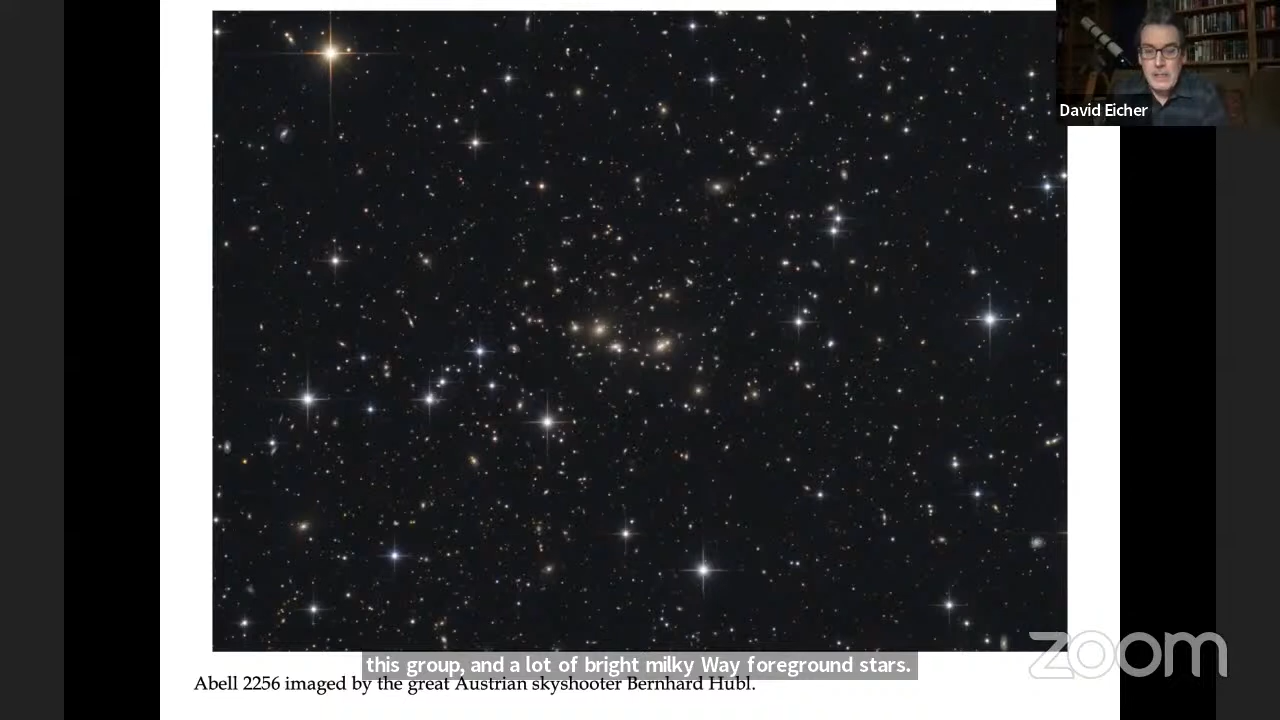 David Eicher
this group, and a lot of bright milky Way foreground stars.
Abell 2256 imaged by the great Austrian skyshooter Bernhard Hubl.
zoom